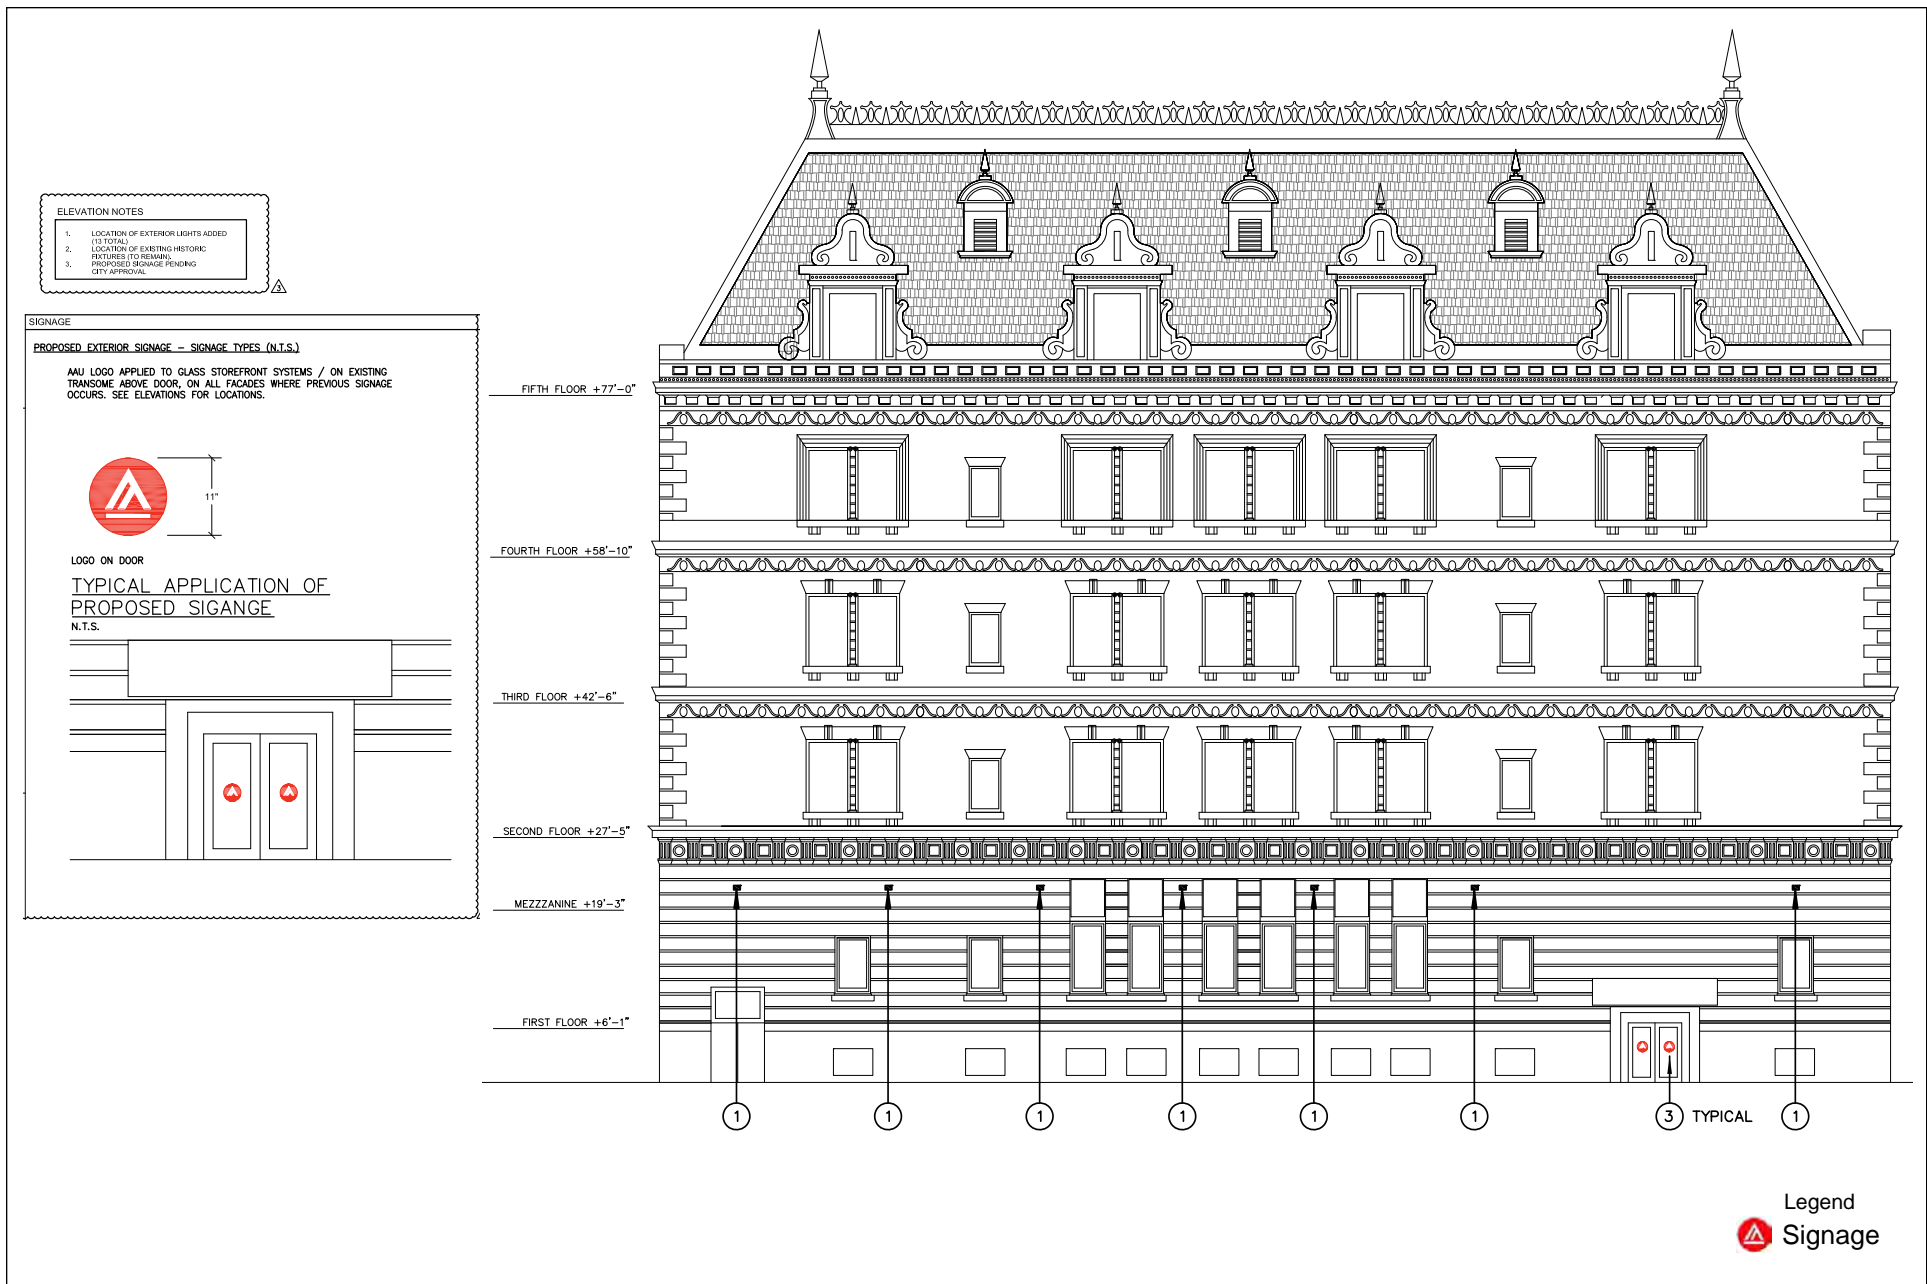 ELEVATION NOTES
1. LOCATION OF EXTERIOR LIGHTS ADDED
(13 TOTAL)
2. LOCATION OF EXISTING HISTORIC
FIXTURES (TO REMAIN).
3. PROPOSED SIGNAGE PENDING
CITY APPROVAL
3
SIGNAGE
PROPOSED EXTERIOR SIGNAGE – SIGNAGE TYPES (N.T.S.)
AAU LOGO APPLIED TO GLASS STOREFRONT SYSTEMS / ON EXISTING
TRANSOME ABOVE DOOR, ON ALL FACADES WHERE PREVIOUS SIGNAGE
OCCURS. SEE ELEVATIONS FOR LOCATIONS.
11"
LOGO ON DOOR
TYPICAL APPLICATION OF
PROPOSED SIGANGE
N.T.S.
FIFTH FLOOR +77'-0"
FOURTH FLOOR +58'-10"
THIRD FLOOR +42'-6"
SECOND FLOOR +27'-5"
MEZZZANINE +19'-3"
FIRST FLOOR +6'-1"
1 1 1 1 1 1 3 TYPICAL 1
Legend
Signage